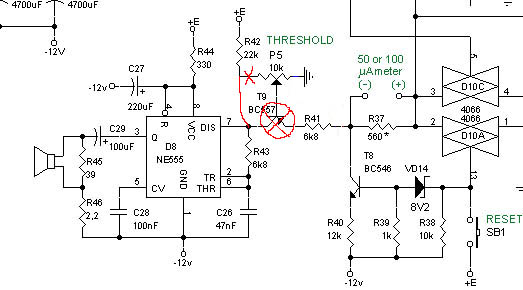 4700uF
4700uF
-12V
+E
+E
R42
22k
THRESHOLD
P5
10k
R44
330
C27
-12v
+
220uF
50 or 100
µAmeter
(-)
(+)
5
D10C
4066
4066
D10A
3
4
2
1
13
T9
BC557
4
R
8
VCC
D8
NE555
3
Q
DIS
7
C29
+
100uF
R41
6k8
R37
560*
R45
39
R43
6k8
T8
BC546
VD14
8V2
5
CV
GND
TR
THR
2
6
1
R46
2,2
C28
100nF
C26
47nF
R40
12k
R39
1k
R38
10k
+E
RESET
SB1
-12v
-12v